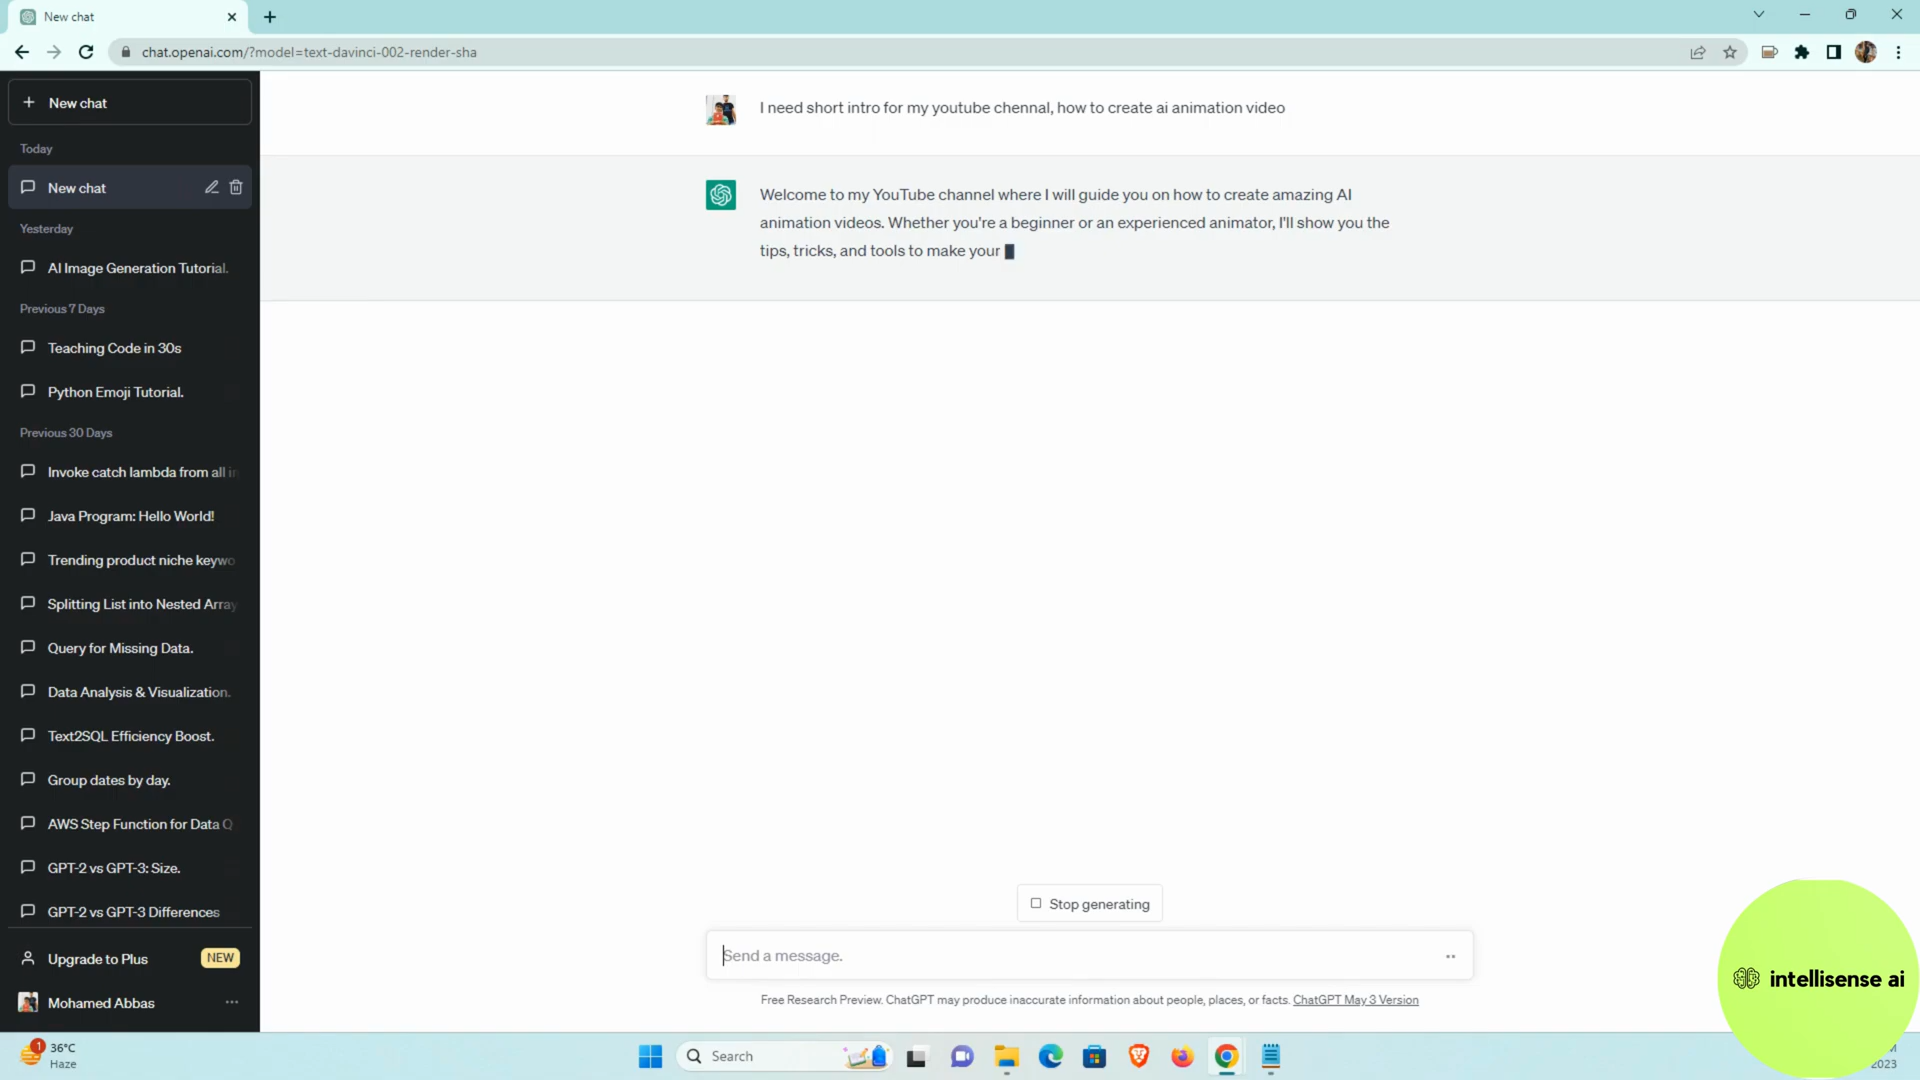 New chat
chat.openai.com/?model=text-davinci-002-render-sha
New chat
Today
New chat
Yesterday
AI Image Generation Tutorial.
Previous 7 Days
Teaching Code in 30s
Python Emoji Tutorial.
Previous 30 Days
Invoke catch lambda from all in
Java Program: Hello World!
Trending product niche keywo
Splitting List into Nested Array
Query for Missing Data.
Data Analysis & Visualization.
Text2SQL Efficiency Boost.
Group dates by day.
AWS Step Function for Data Q
GPT-2 vs GPT-3: Size.
GPT-2 vs GPT-3 Differences
Upgrade to Plus NEW
Mohamed Abbas
I need short intro for my youtube chennal, how to create ai animation video
Welcome to my YouTube channel where I will guide you on how to create amazing AI
animation videos. Whether you're a beginner or an experienced animator, I'll show you the
tips, tricks, and tools to make your
Stop generating
Send a message.
Free Research Preview. ChatGPT may produce inaccurate information about people, places, or facts. ChatGPT May 3 Version
intellisense ai
1
36°C
Haze
Search
M
2023